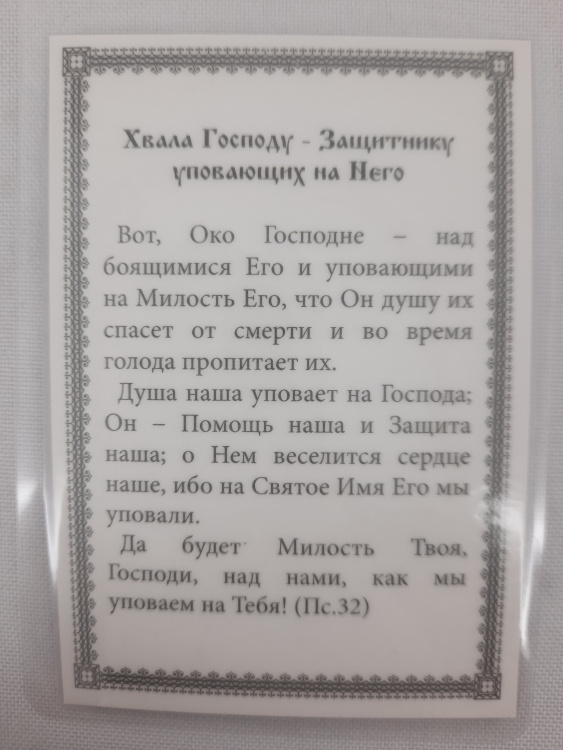 Хвала Господу - Защитнику
уповающих на Него
Вот, Око Господне – над
боящимися Его и уповающими
на Милость Его, что Он душу их
спасет от смерти и во время
голода пропитает их.
Душа наша уповает на Господа;
Он – Помощь наша и Защита
наша; о Нем веселится сердце
наше, ибо на Святое Имя Его мы
уповали.
Да будет Милость Твоя,
Господи, над нами, как мы
уповаем на Тебя! (Пс.32)